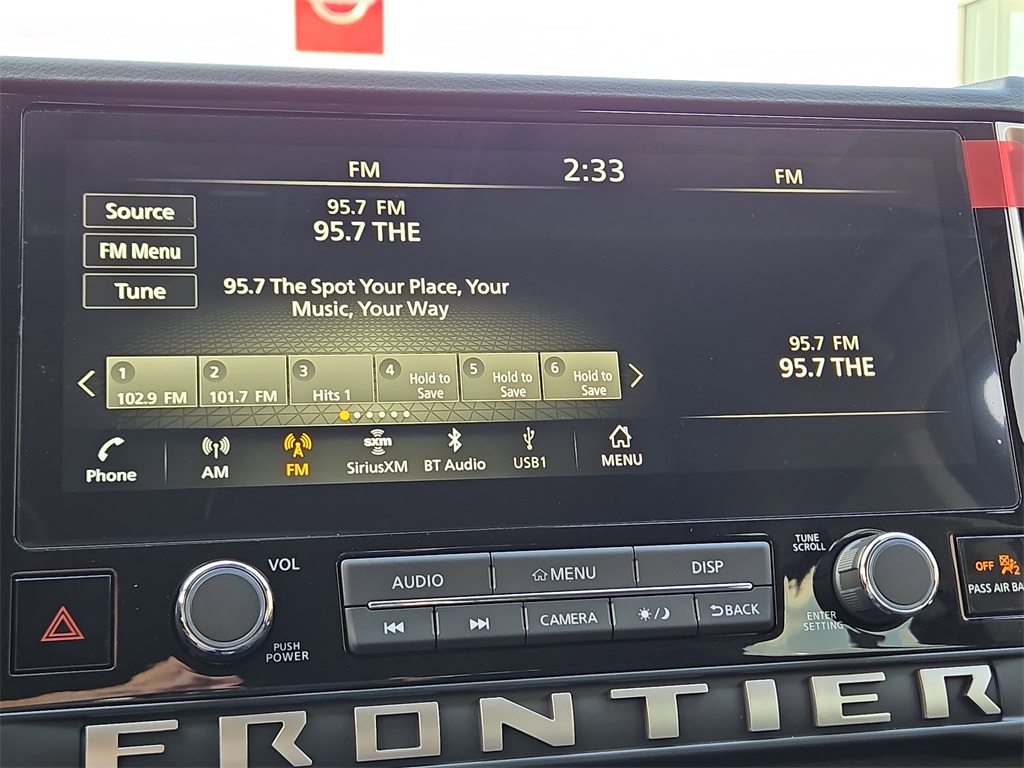 FM
2:33
FM
Source
95.7 FM
95.7 THE
FM Menu
Tune
95.7 The Spot Your Place, Your
Music, Your Way
95.7 FM
95.7 THE
1
102.9 FM
2
101.7 FM
3
Hits 1
4
Hold to
Save
5
Hold to
Save
6
Hold to
Save
Phone
AM
FM
sxm
SiriusXM
BT Audio
USB1
MENU
VOL
PUSH
POWER
AUDIO
MENU
DISP
CAMERA
BACK
TUNE
SCROLL
ENTER
SETTING
OFF
2
PASS AIR BA
FRONTIER